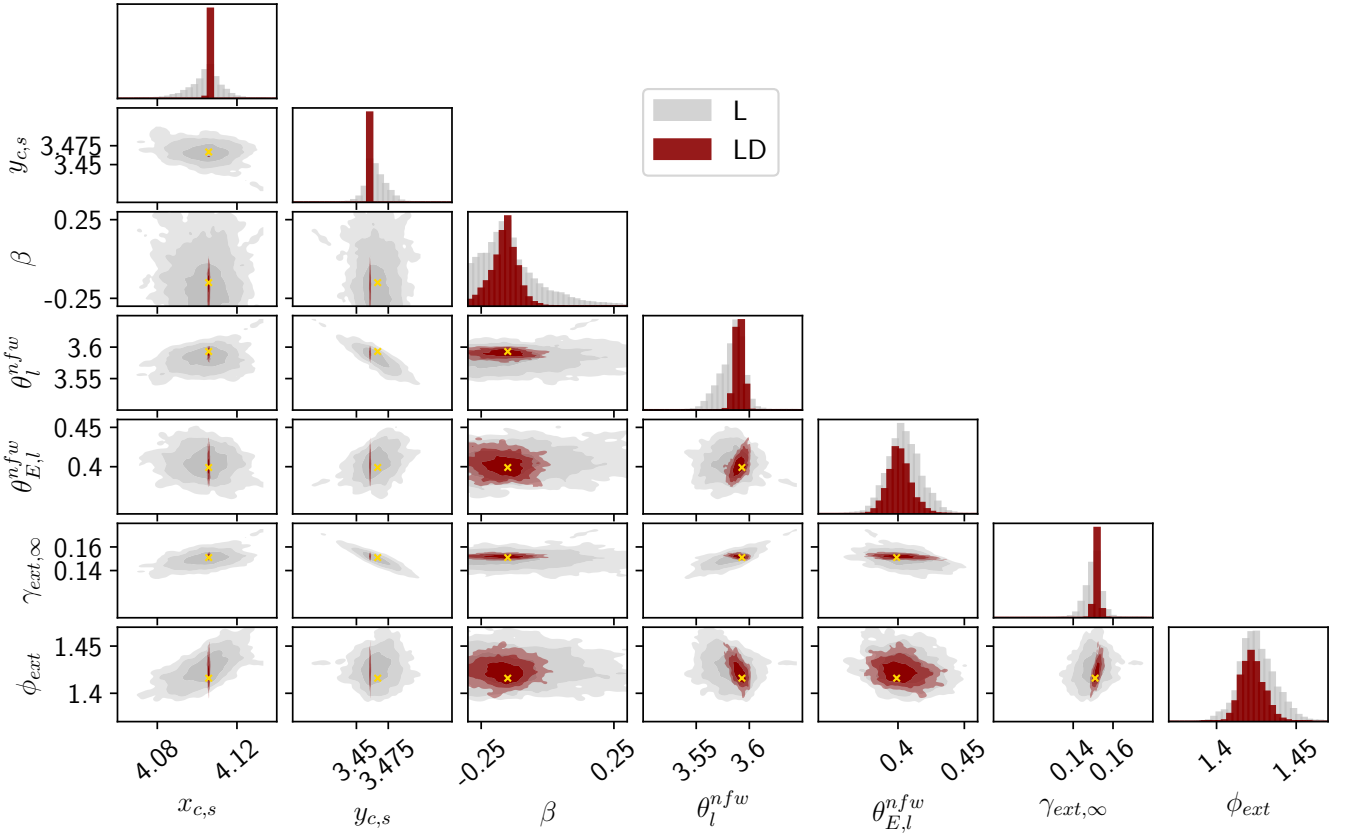 L
LD
y_{c,s}
3.475
3.45
β
0.25
-0.25
θ_l^{nfw}
3.6
3.55
θ_{E,l}^{nfw}
0.45
0.4
γ_{ext,∞}
0.16
0.14
φ_{ext}
1.45
1.4
4.08 4.12 3.45 3.475 -0.25 0.25 3.55 3.6 0.4 0.45 0.14 0.16 1.4 1.45
x_{c,s} y_{c,s} β θ_l^{nfw} θ_{E,l}^{nfw} γ_{ext,∞} φ_{ext}